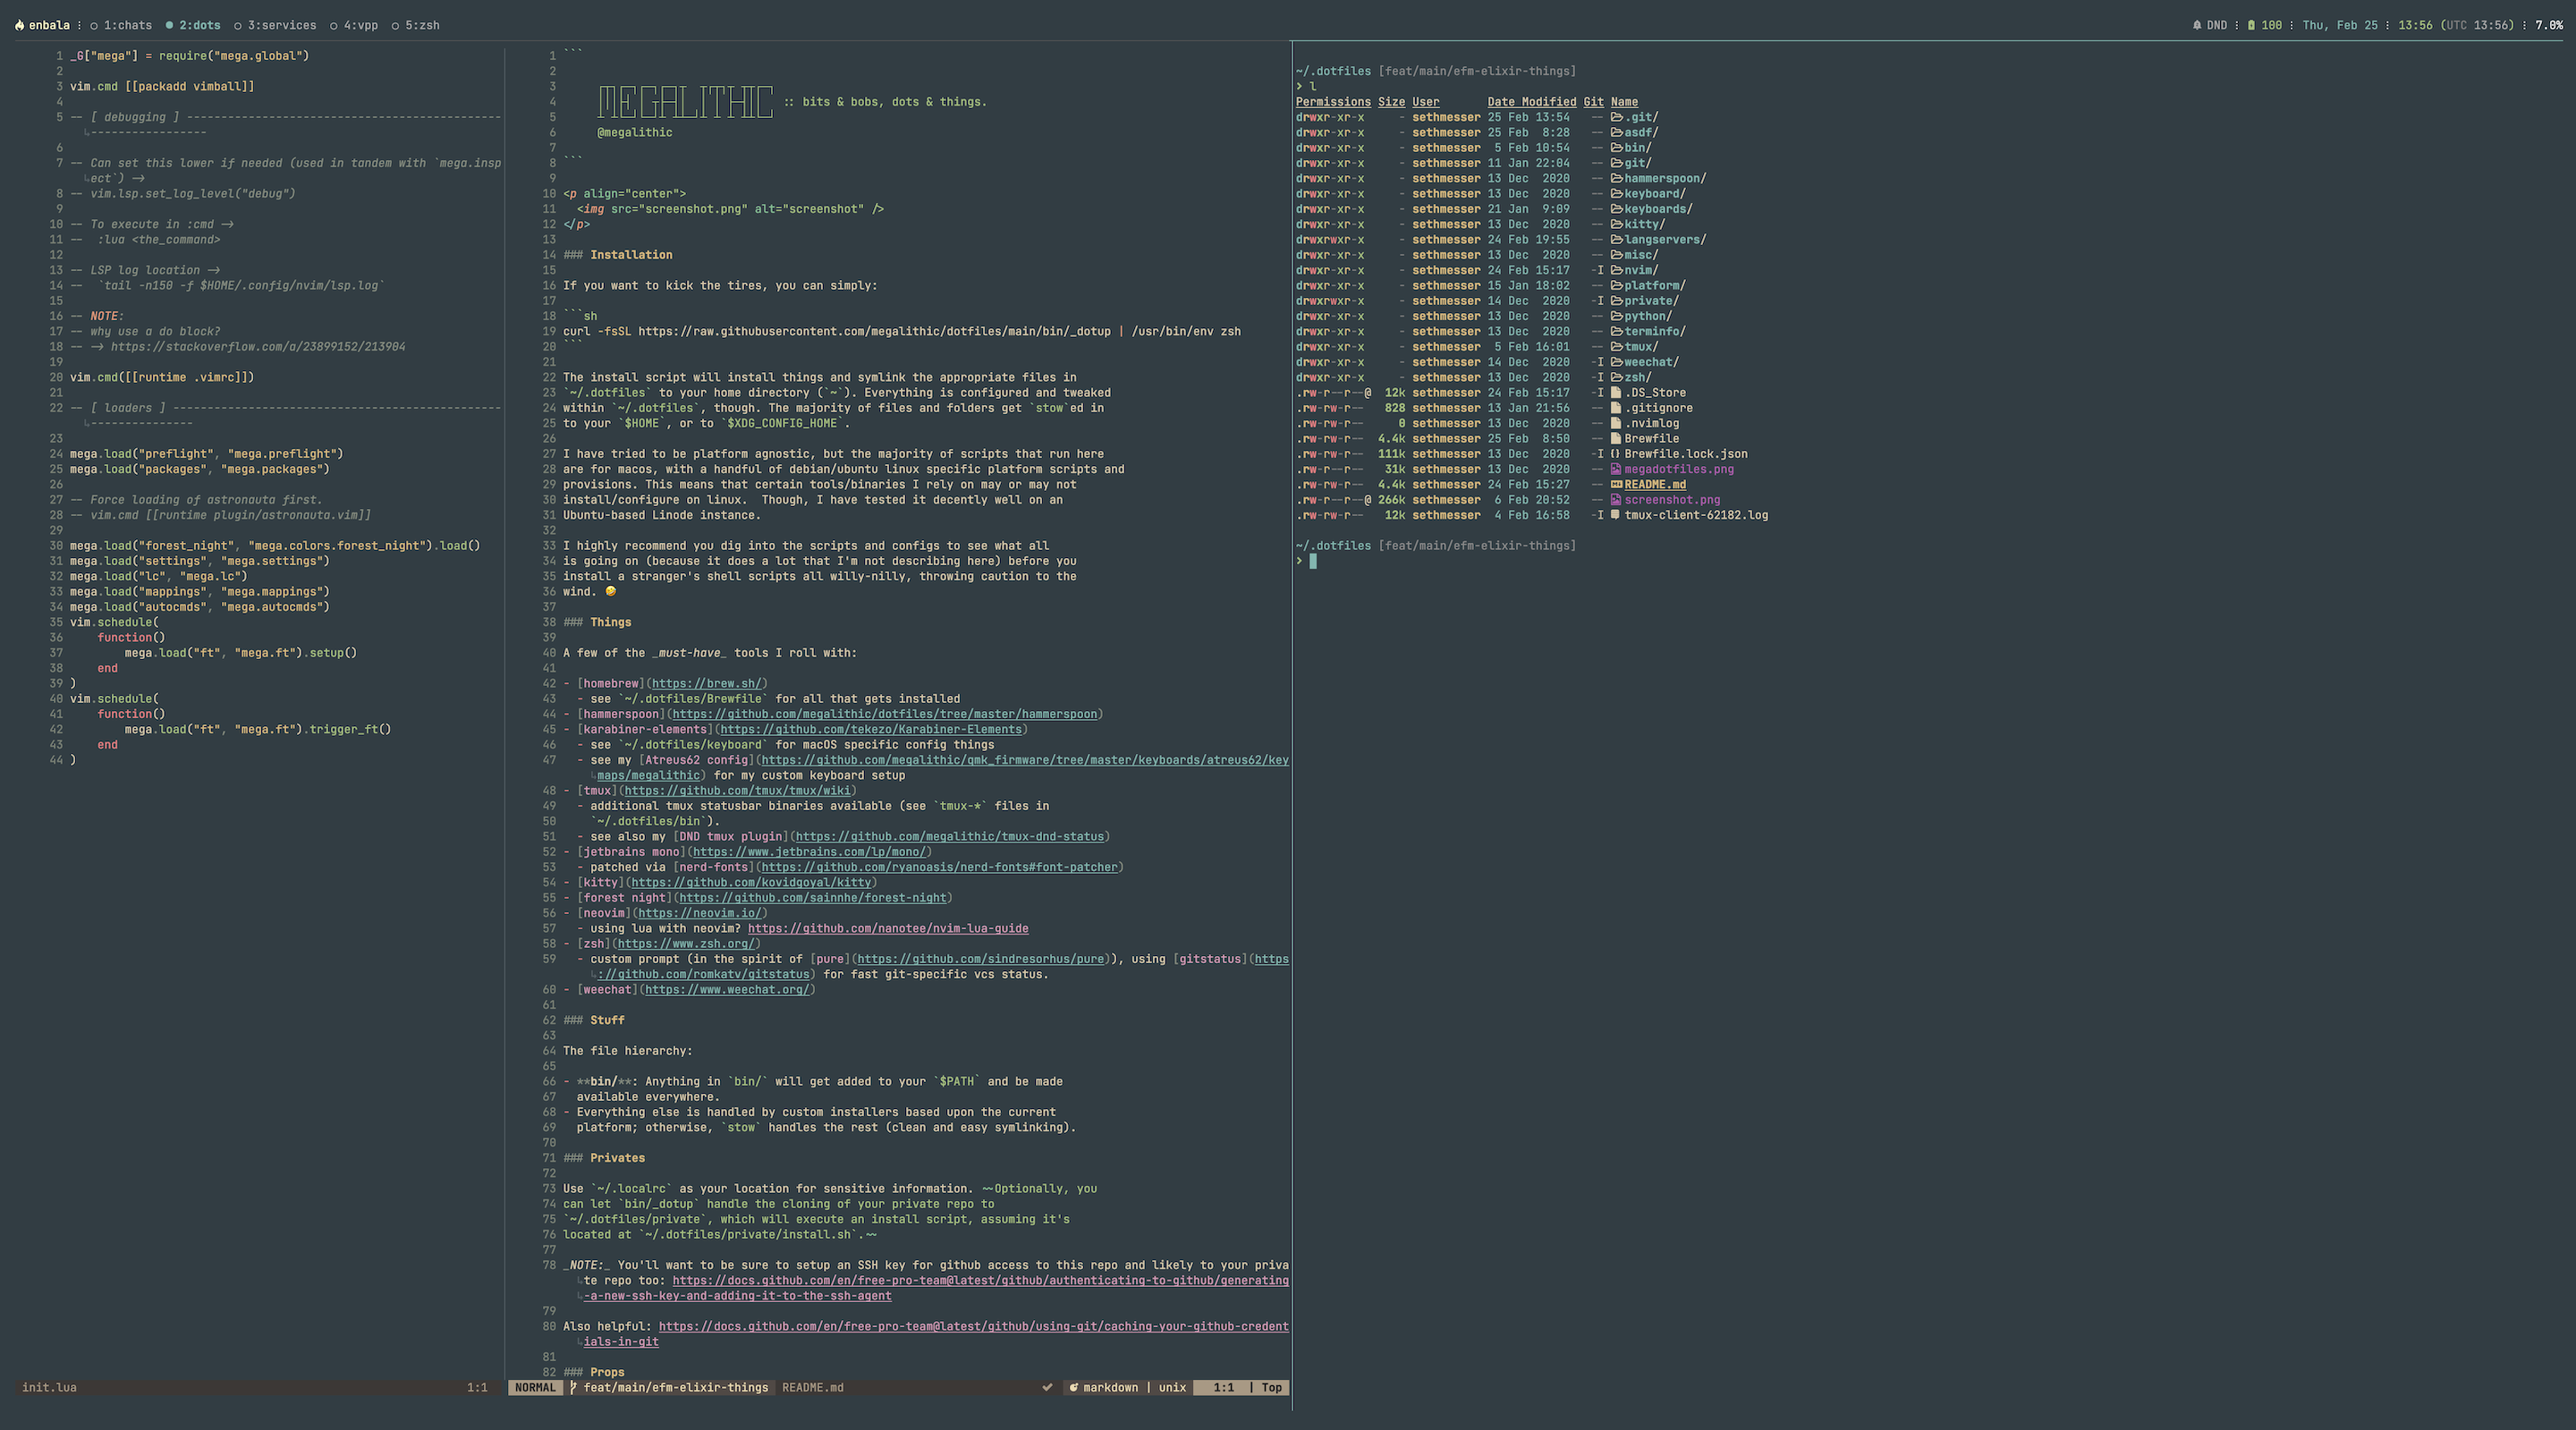 enbala : ○ 1:chats ● 2:dots ○ 3:services ○ 4:vpp ○ 5:zsh
DND : 100 : Thu, Feb 25 : 13:56 (UTC 13:56) : 7.0%
1 _G["mega"] = require("mega.global")
2
3 vim.cmd [[packadd vimball]]
4
5 -- [ debugging ] ----------------------------------------------
↳-----------------
6
7 -- Can set this lower if needed (used in tandem with `mega.insp
↳ect`) ->
8 -- vim.lsp.set_log_level("debug")
9
10 -- To execute in :cmd ->
11 --  :lua <the_command>
12
13 -- LSP log location ->
14 --  `tail -n150 -f $HOME/.config/nvim/lsp.log`
15
16 -- NOTE:
17 -- why use a do block?
18 -- -> https://stackoverflow.com/a/23899152/213904
19
20 vim.cmd([[runtime .vimrc]])
21
22 -- [ loaders ] ------------------------------------------------
↳---------------
23
24 mega.load("preflight", "mega.preflight")
25 mega.load("packages", "mega.packages")
26
27 -- Force loading of astronauta first.
28 -- vim.cmd [[runtime plugin/astronauta.vim]]
29
30 mega.load("forest_night", "mega.colors.forest_night").load()
31 mega.load("settings", "mega.settings")
32 mega.load("lc", "mega.lc")
33 mega.load("mappings", "mega.mappings")
34 mega.load("autocmds", "mega.autocmds")
35 vim.schedule(
36     function()
37         mega.load("ft", "mega.ft").setup()
38     end
39 )
40 vim.schedule(
41     function()
42         mega.load("ft", "mega.ft").trigger_ft()
43     end
44 )
init.lua 1:1
1 ```
2
3
4 :: bits & bobs, dots & things.
5
6 @megalithic
7
8 ```
9
10 <p align="center">
11   <img src="screenshot.png" alt="screenshot" />
12 </p>
13
14 ### Installation
15
16 If you want to kick the tires, you can simply:
17
18 ```sh
19 curl -fsSL https://raw.githubusercontent.com/megalithic/dotfiles/main/bin/_dotup | /usr/bin/env zsh
20 ```
21
22 The install script will install things and symlink the appropriate files in
23 `~/.dotfiles` to your home directory (`~`). Everything is configured and tweaked
24 within `~/.dotfiles`, though. The majority of files and folders get `stow`ed in
25 to your `$HOME`, or to `$XDG_CONFIG_HOME`.
26
27 I have tried to be platform agnostic, but the majority of scripts that run here
28 are for macos, with a handful of debian/ubuntu linux specific platform scripts and
29 provisions. This means that certain tools/binaries I rely on may or may not
30 install/configure on linux.  Though, I have tested it decently well on an
31 Ubuntu-based Linode instance.
32
33 I highly recommend you dig into the scripts and configs to see what all
34 is going on (because it does a lot that I'm not describing here) before you
35 install a stranger's shell scripts all willy-nilly, throwing caution to the
36 wind. 🤣
37
38 ### Things
39
40 A few of the _must-have_ tools I roll with:
41
42 - [homebrew](https://brew.sh/)
43   - see `~/.dotfiles/Brewfile` for all that gets installed
44 - [hammerspoon](https://github.com/megalithic/dotfiles/tree/master/hammerspoon)
45 - [karabiner-elements](https://github.com/tekezo/Karabiner-Elements)
46   - see `~/.dotfiles/keyboard` for macOS specific config things
47   - see my [Atreus62 config](https://github.com/megalithic/qmk_firmware/tree/master/keyboards/atreus62/key
↳maps/megalithic) for my custom keyboard setup
48 - [tmux](https://github.com/tmux/tmux/wiki)
49   - additional tmux statusbar binaries available (see `tmux-*` files in
50     `~/.dotfiles/bin`).
51   - see also my [DND tmux plugin](https://github.com/megalithic/tmux-dnd-status)
52 - [jetbrains mono](https://www.jetbrains.com/lp/mono/)
53   - patched via [nerd-fonts](https://github.com/ryanoasis/nerd-fonts#font-patcher)
54 - [kitty](https://github.com/kovidgoyal/kitty)
55 - [forest night](https://github.com/sainnhe/forest-night)
56 - [neovim](https://neovim.io/)
57   - using lua with neovim? https://github.com/nanotee/nvim-lua-guide
58 - [zsh](https://www.zsh.org/)
59   - custom prompt (in the spirit of [pure](https://github.com/sindresorhus/pure)), using [gitstatus](https
↳://github.com/romkatv/gitstatus) for fast git-specific vcs status.
60 - [weechat](https://www.weechat.org/)
61
62 ### Stuff
63
64 The file hierarchy:
65
66 - **bin/**: Anything in `bin/` will get added to your `$PATH` and be made
67   available everywhere.
68 - Everything else is handled by custom installers based upon the current
69   platform; otherwise, `stow` handles the rest (clean and easy symlinking).
70
71 ### Privates
72
73 Use `~/.localrc` as your location for sensitive information. ~~Optionally, you
74 can let `bin/_dotup` handle the cloning of your private repo to
75 `~/.dotfiles/private`, which will execute an install script, assuming it's
76 located at `~/.dotfiles/private/install.sh`.~~
77
78 _NOTE:_ You'll want to be sure to setup an SSH key for github access to this repo and likely to your priva
↳te repo too: https://docs.github.com/en/free-pro-team@latest/github/authenticating-to-github/generating
↳-a-new-ssh-key-and-adding-it-to-the-ssh-agent
79
80 Also helpful: https://docs.github.com/en/free-pro-team@latest/github/using-git/caching-your-github-credent
↳ials-in-git
81
82 ### Props
NORMAL feat/main/efm-elixir-things README.md ✔ markdown | unix 1:1 | Top
~/.dotfiles [feat/main/efm-elixir-things]
❯ l
Permissions Size User       Date Modified Git Name
drwxr-xr-x     - sethmesser 25 Feb 13:54   -- .git/
drwxr-xr-x     - sethmesser 25 Feb  8:28   -- asdf/
drwxr-xr-x     - sethmesser  5 Feb 10:54   -- bin/
drwxr-xr-x     - sethmesser 11 Jan 22:04   -- git/
drwxr-xr-x     - sethmesser 13 Dec  2020   -- hammerspoon/
drwxr-xr-x     - sethmesser 13 Dec  2020   -- keyboard/
drwxr-xr-x     - sethmesser 21 Jan  9:09   -- keyboards/
drwxr-xr-x     - sethmesser 13 Dec  2020   -- kitty/
drwxrwxr-x     - sethmesser 24 Feb 19:55   -- langservers/
drwxr-xr-x     - sethmesser 13 Dec  2020   -- misc/
drwxr-xr-x     - sethmesser 24 Feb 15:17   -I nvim/
drwxr-xr-x     - sethmesser 15 Jan 18:02   -- platform/
drwxrwxr-x     - sethmesser 14 Dec  2020   -I private/
drwxr-xr-x     - sethmesser 13 Dec  2020   -- python/
drwxr-xr-x     - sethmesser 13 Dec  2020   -- terminfo/
drwxr-xr-x     - sethmesser  5 Feb 16:01   -- tmux/
drwxr-xr-x     - sethmesser 14 Dec  2020   -I weechat/
drwxr-xr-x     - sethmesser 13 Dec  2020   -I zsh/
.rw-r--r--@  12k sethmesser 24 Feb 15:17   -I .DS_Store
.rw-rw-r--   828 sethmesser 13 Jan 21:56   -- .gitignore
.rw-rw-r--     0 sethmesser 13 Dec  2020   -- .nvimlog
.rw-rw-r--  4.4k sethmesser 25 Feb  8:50   -- Brewfile
.rw-rw-r--  111k sethmesser 13 Dec  2020   -I Brewfile.lock.json
.rw-r--r--   31k sethmesser 13 Dec  2020   -- megadotfiles.png
.rw-rw-r--  4.4k sethmesser 24 Feb 15:27   -- README.md
.rw-r--r--@ 266k sethmesser  6 Feb 20:52   -- screenshot.png
.rw-rw-r--   12k sethmesser  4 Feb 16:58   -I tmux-client-62182.log
~/.dotfiles [feat/main/efm-elixir-things]
❯